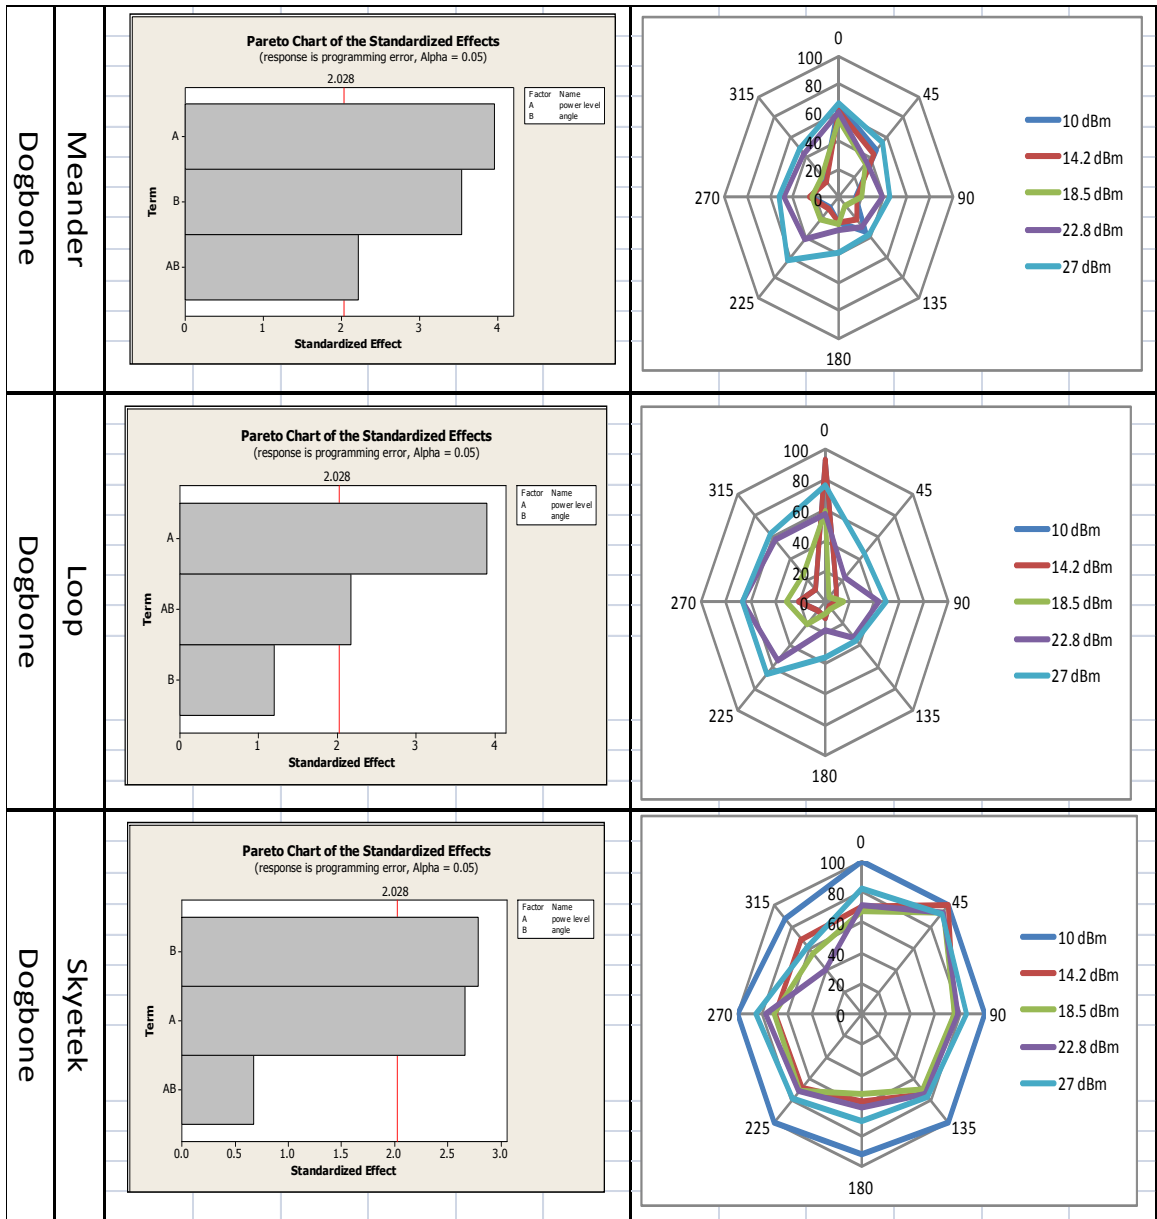 Dogbone
Meander
Pareto Chart of the Standardized Effects
(response is programming error, Alpha = 0.05)
2.028
Factor Name
A power level
B angle
Term
A
B
AB
0 1 2 3 4
Standardized Effect
0
45
90
135
180
225
270
315
100
80
60
40
20
0
10 dBm
14.2 dBm
18.5 dBm
22.8 dBm
27 dBm
Dogbone
Loop
Pareto Chart of the Standardized Effects
(response is programming error, Alpha = 0.05)
2.028
Factor Name
A power level
B angle
Term
A
AB
B
0 1 2 3 4
Standardized Effect
0
45
90
135
180
225
270
315
100
80
60
40
20
0
10 dBm
14.2 dBm
18.5 dBm
22.8 dBm
27 dBm
Dogbone
Skyetek
Pareto Chart of the Standardized Effects
(response is programming error, Alpha = 0.05)
2.028
Factor Name
A powe level
B angle
Term
B
A
AB
0.0 0.5 1.0 1.5 2.0 2.5 3.0
Standardized Effect
0
45
90
135
180
225
270
315
100
80
60
40
20
0
10 dBm
14.2 dBm
18.5 dBm
22.8 dBm
27 dBm